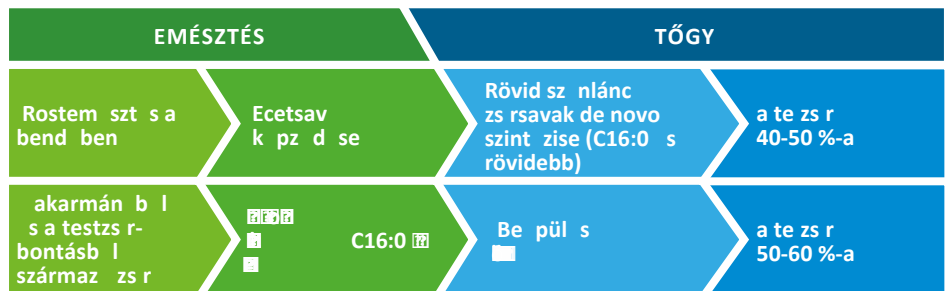 EMÉSZTÉS
TŐGY
Rostem szt s a
bend ben
Ecetsav
k pz d se
Rövid sz nlánc
zs rsavak de novo
szint zise (C16:0 s
rövidebb)
a te zs r
40-50 %-a
akarmán b l
s a testzs r-
bontásb l
származ zs r
C16:0
Be pül s
a te zs r
50-60 %-a